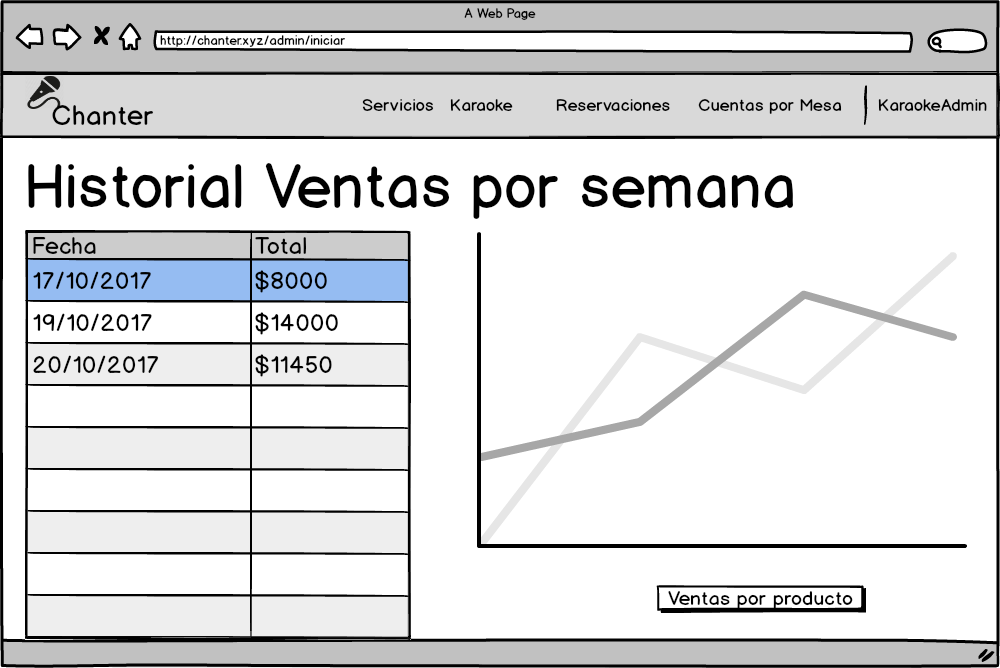 A Web Page
http://chanter.xyz/admin/iniciar
Chanter
Servicios Karaoke Reservaciones Cuentas por Mesa KaraokeAdmin
Historial Ventas por semana
Fecha Total
17/10/2017 $8000
19/10/2017 $14000
20/10/2017 $11450
Ventas por producto